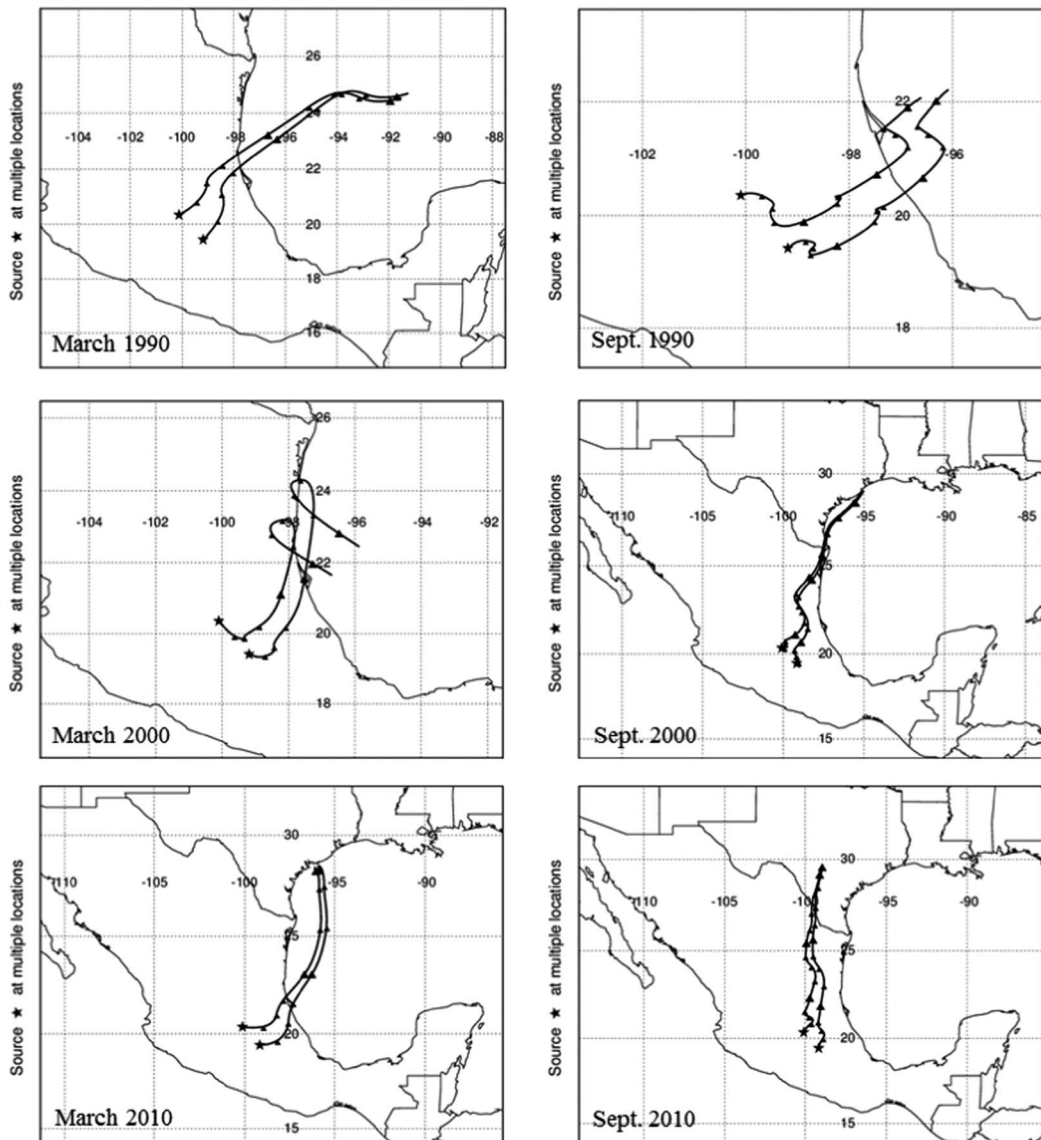 Source ★ at multiple locations
26
24
-104 -102 -100 -98 -96 -94 -92 -90 -88
22
20
18
16
March 1990
Source ★ at multiple locations
22
-102 -100 -98 -96
20
18
Sept. 1990
Source ★ at multiple locations
26
24
-104 -102 -100 -98 -96 -94 -92
22
20
18
March 2000
Source ★ at multiple locations
30
-110 -105 -100 -95 -90 -85
25
20
Sept. 2000
15
Source ★ at multiple locations
30
-110 -105 -100 -95 -90
25
20
March 2010
15
Source ★ at multiple locations
30
-110 -105 -100 -95 -90
25
20
Sept. 2010
15